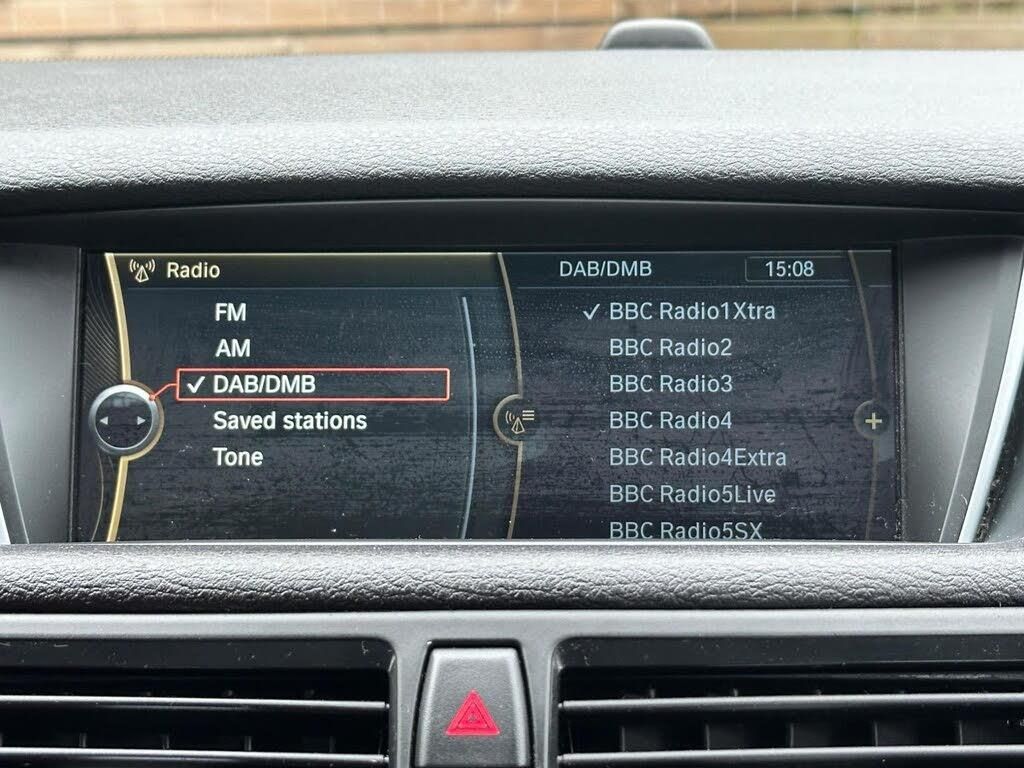 Radio
FM
AM
✓ DAB/DMB
Saved stations
Tone
DAB/DMB
15:08
✓ BBC Radio1Xtra
BBC Radio2
BBC Radio3
BBC Radio4
BBC Radio4Extra
BBC Radio5Live
BBC Radio5SX